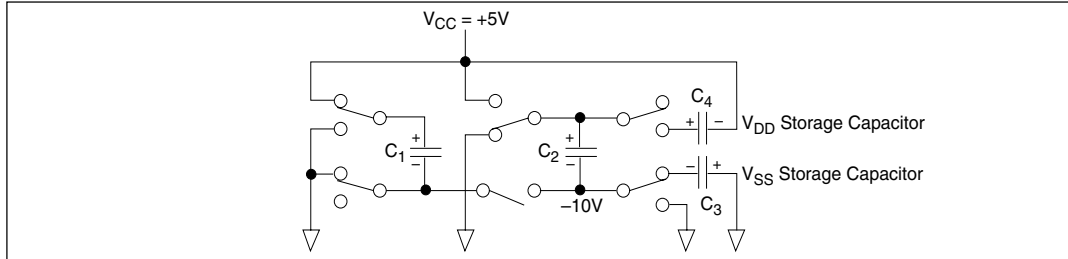 V_CC = +5V
C_4
+ −
V_DD Storage Capacitor
+
C_1
−
+
C_2
−
− +
V_SS Storage Capacitor
C_3
−10V